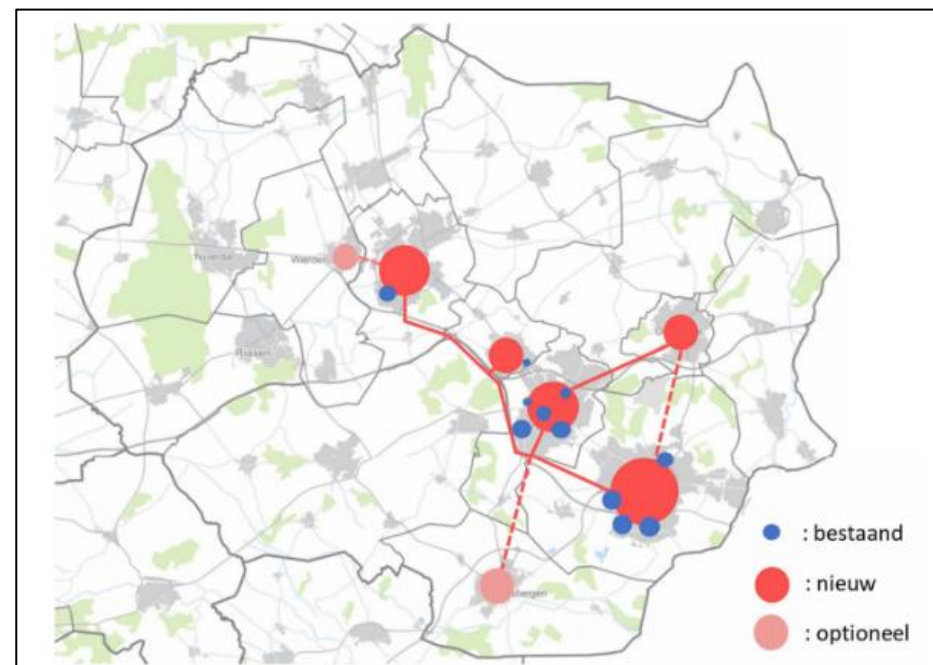 Wierden
Rijssen
: bestaand
: nieuw
: optioneel